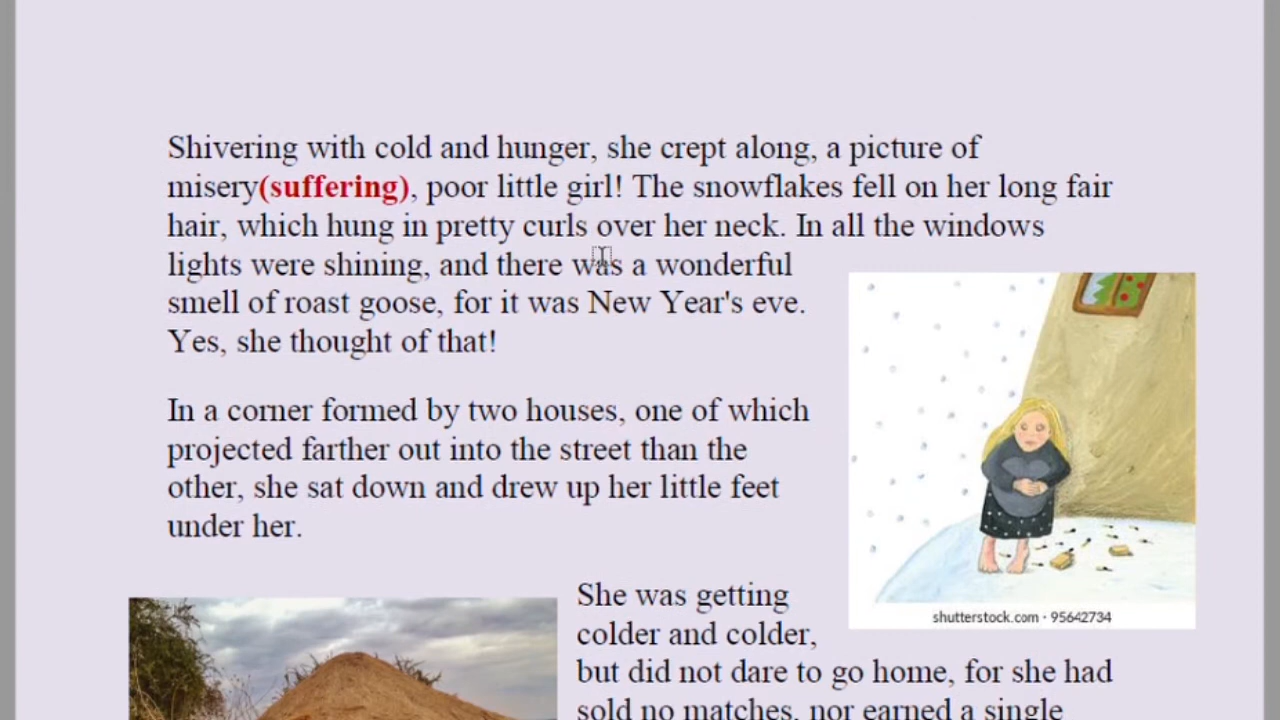 Shivering with cold and hunger, she crept along, a picture of
misery(suffering), poor little girl! The snowflakes fell on her long fair
hair, which hung in pretty curls over her neck. In all the windows
lights were shining, and there was a wonderful
smell of roast goose, for it was New Year's eve.
Yes, she thought of that!
In a corner formed by two houses, one of which
projected farther out into the street than the
other, she sat down and drew up her little feet
under her.
shutterstock.com · 95642734
She was getting
colder and colder,
but did not dare to go home, for she had
sold no matches, nor earned a single